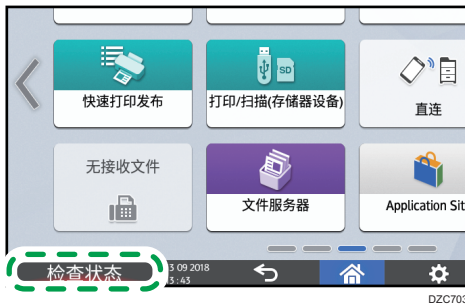 快速打印发布
打印/扫描(存储器设备)
SD
直连
无接收文件
文件服务器
Application Sit
检查状态
3 09 2018
3:43
DZC703